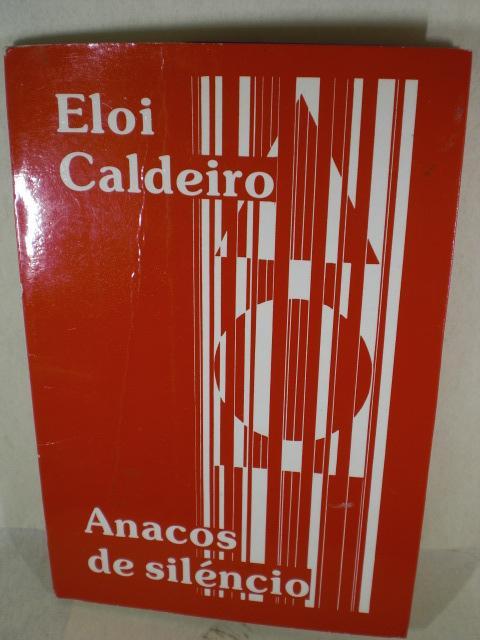 Eloi
Caldeiro
Anacos
de siléncio